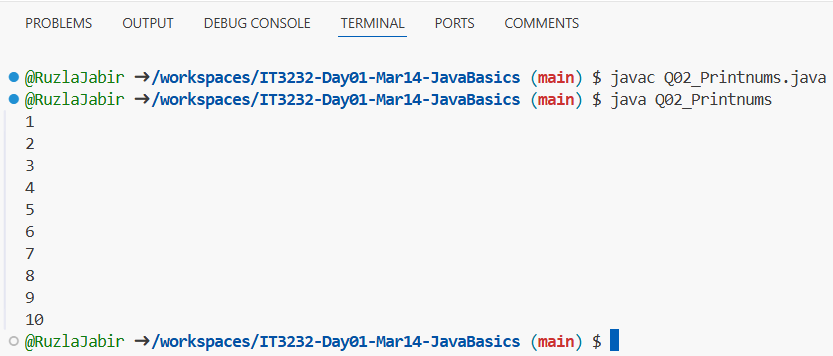 PROBLEMS OUTPUT DEBUG CONSOLE TERMINAL PORTS COMMENTS
@RuzlaJabir ➜/workspaces/IT3232-Day01-Mar14-JavaBasics (main) $ javac Q02_Printnums.java
@RuzlaJabir ➜/workspaces/IT3232-Day01-Mar14-JavaBasics (main) $ java Q02_Printnums
1
2
3
4
5
6
7
8
9
10
@RuzlaJabir ➜/workspaces/IT3232-Day01-Mar14-JavaBasics (main) $